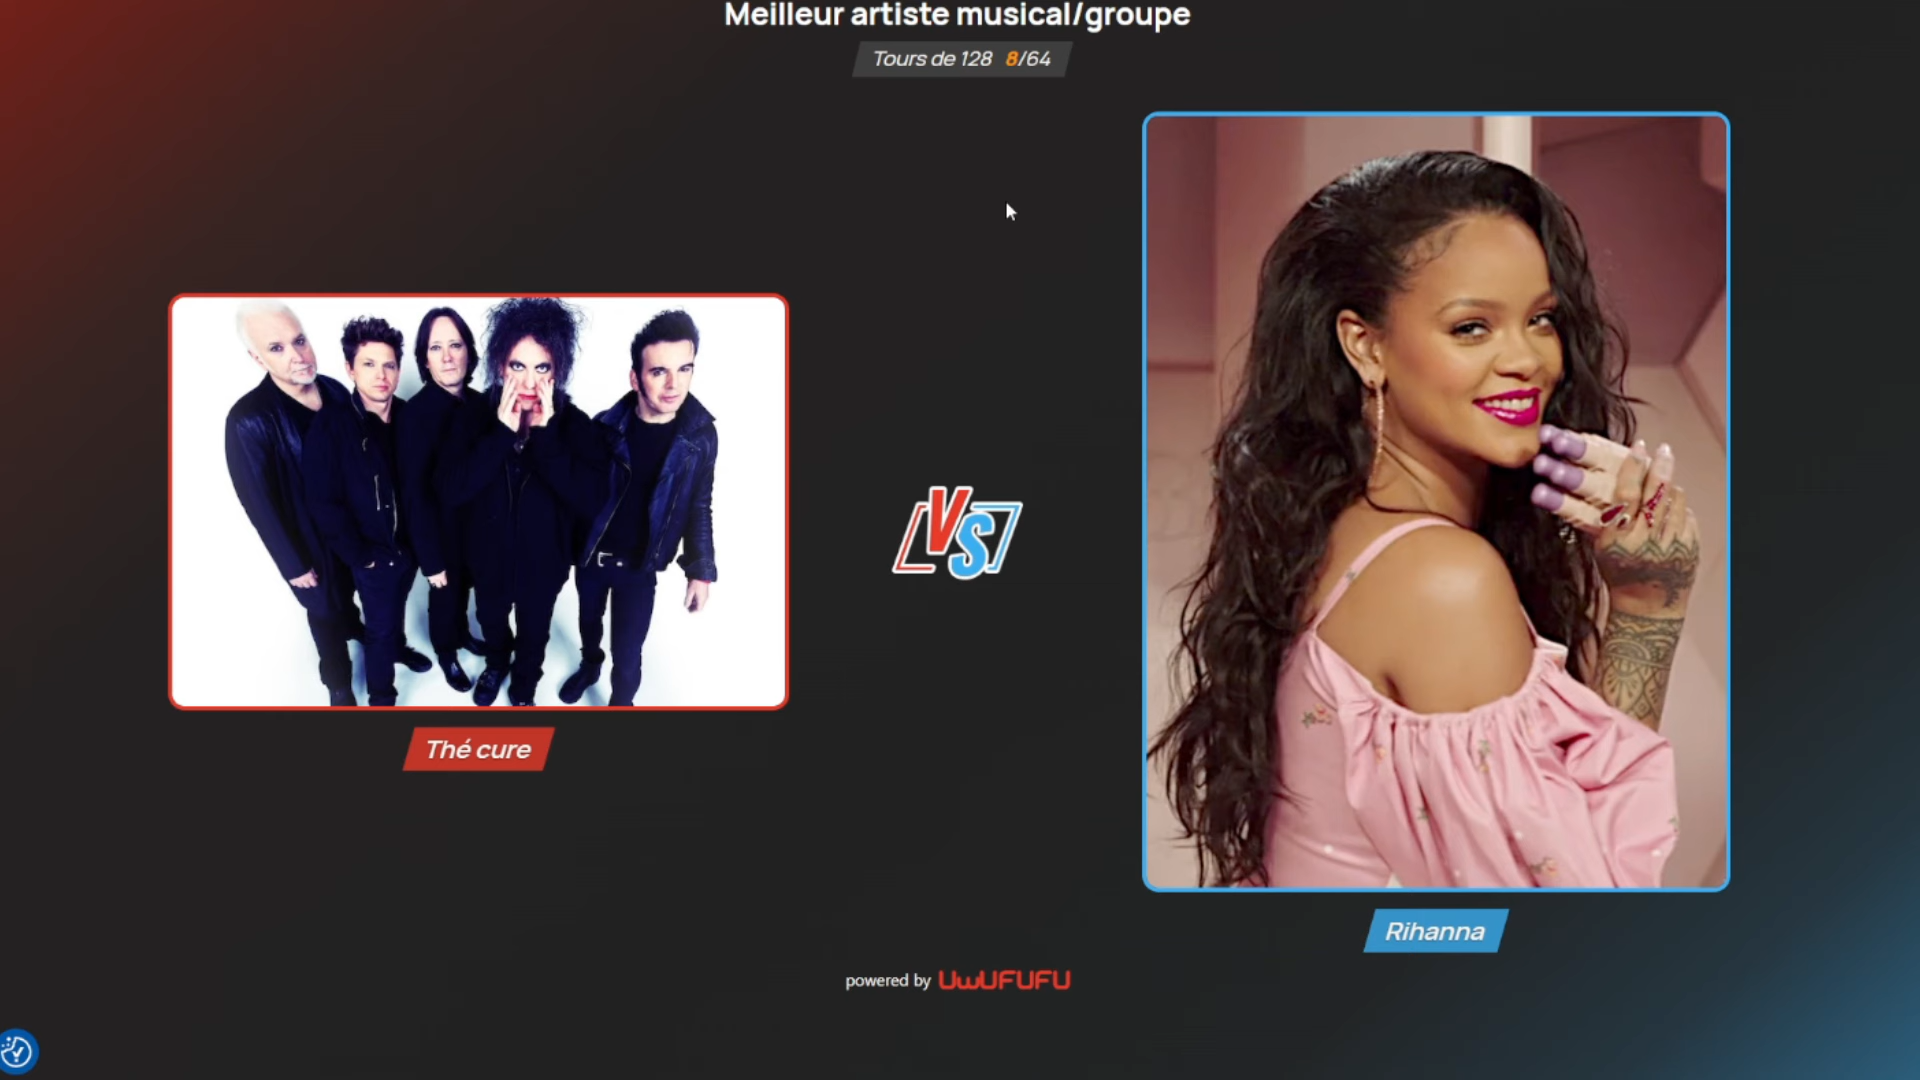 Meilleur artiste musical/groupe
Tours de 128 8/64
VS
Thé cure
Rihanna
powered by UwUFUFU